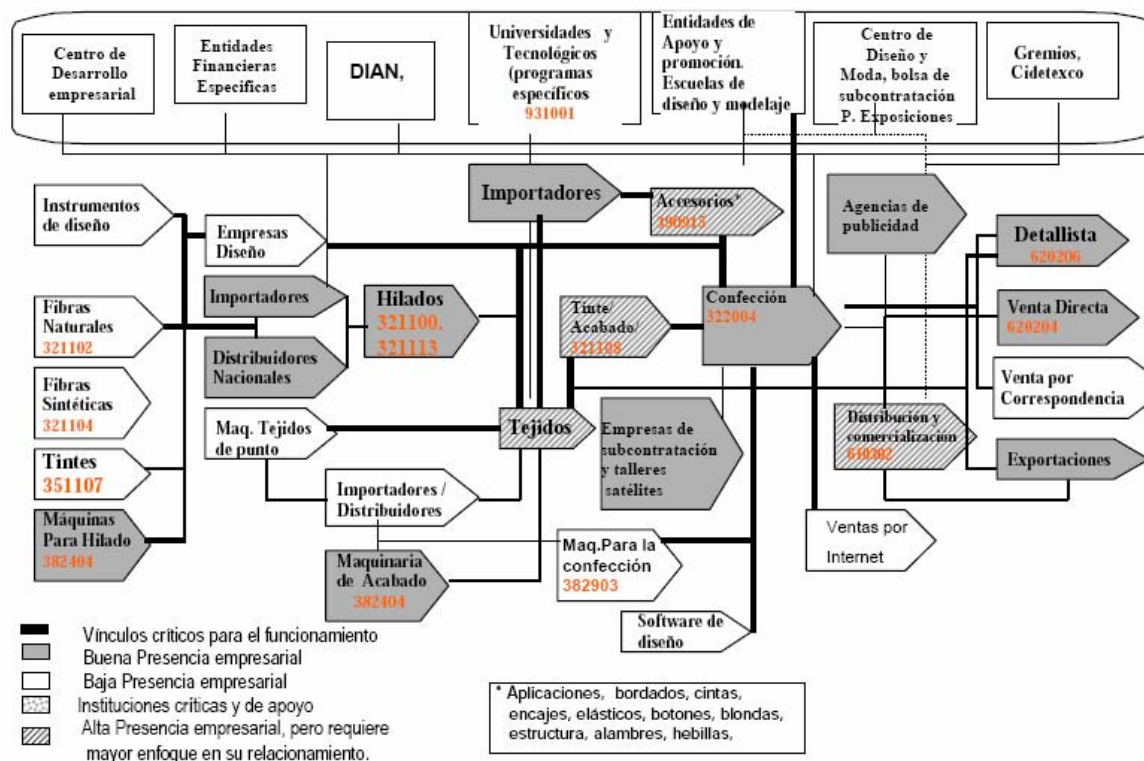 Centro de
Desarrollo
empresarial
Entidades
Financieras
Especificas
DIAN,
Universidades y
Tecnológicos
(programas
específicos
931001
Entidades de
Apoyo y
promoción.
Escuelas de
diseño y modelaje
Centro de
Diseño y
Moda, bolsa de
subcontratación
P. Exposiciones
Gremios,
Cidetexco
Instrumentos
de diseño
Empresas
Diseño
Importadores
Accesorios*
390915
Agencias de
publicidad
Detallista
620206
Fibras
Naturales
321102
Importadores
Distribuidores
Nacionales
Hilados
321100.
321113
Tinte/
Acabado/
321108
Confección
322004
Venta Directa
620204
Fibras
Sintéticas
321104
Maq. Tejidos
de punto
Tejidos
Empresas de
subcontratación
y talleres
satélites
Distribución y
comercialización
610302
Venta por
Correspondencia
Tintes
351107
Importadores /
Distribuidores
Exportaciones
Máquinas
Para Hilado
382404
Maquinaria
de Acabado
382404
Maq.Para la
confección
382903
Ventas por
Internet
Software de
diseño
Vínculos críticos para el funcionamiento
Buena Presencia empresarial
Baja Presencia empresarial
Instituciones críticas y de apoyo
Alta Presencia empresarial, pero requiere
mayor enfoque en su relacionamiento.
* Aplicaciones, bordados, cintas,
encajes, elásticos, botones, blondas,
estructura, alambres, hebillas,